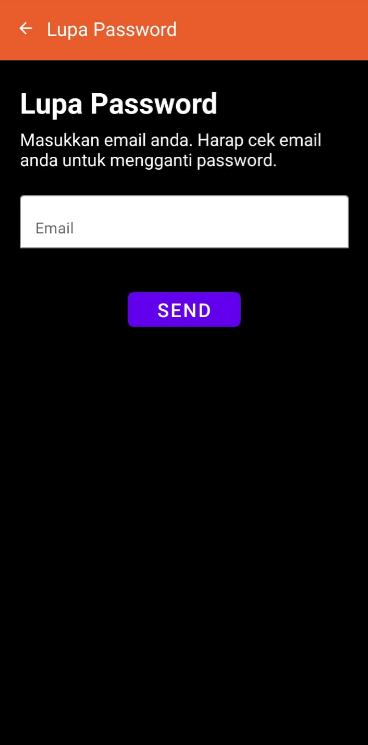 Lupa Password
Lupa Password
Masukkan email anda. Harap cek email
anda untuk mengganti password.
Email
SEND